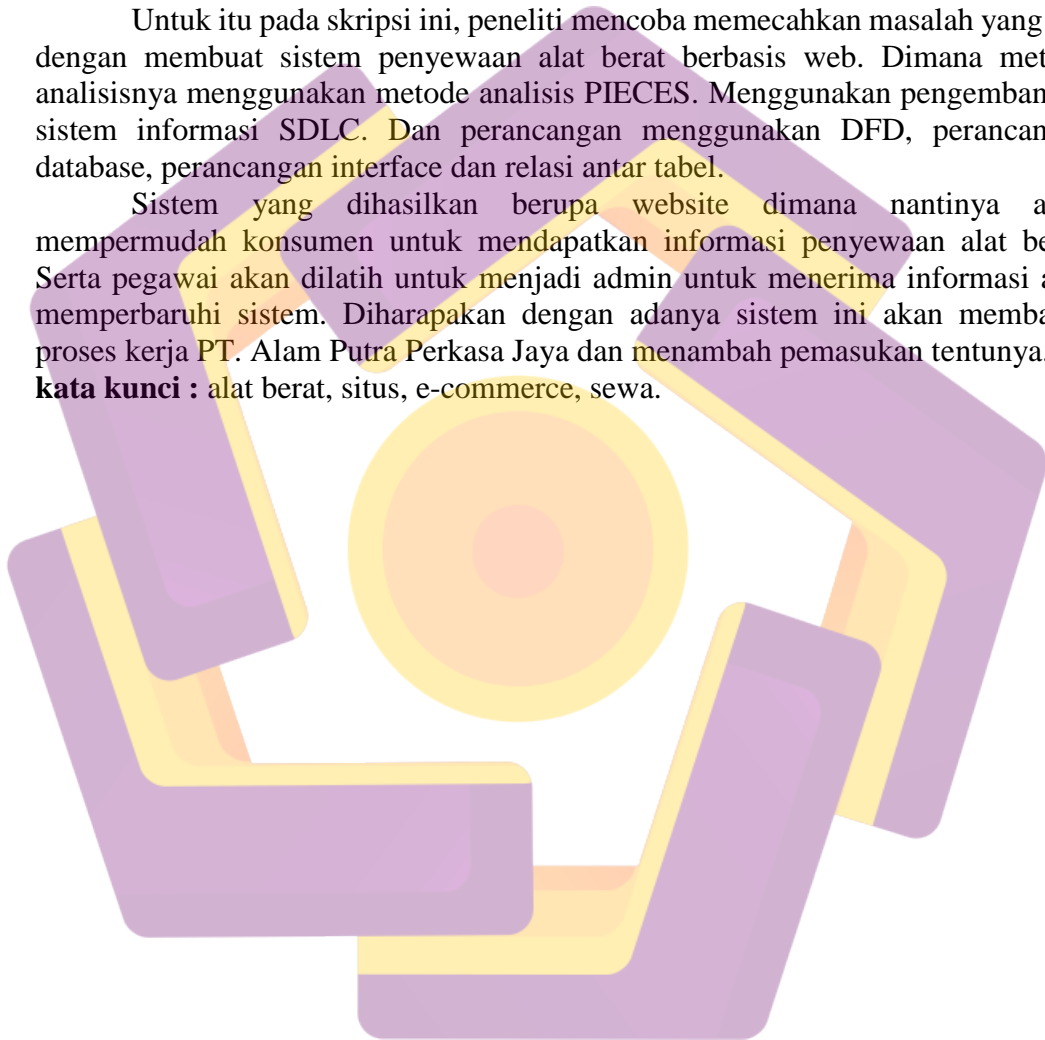 Untuk itu pada skripsi ini, peneliti mencoba memecahkan masalah yang
dengan membuat sistem penyewaan alat berat berbasis web. Dimana met
analisisnya menggunakan metode analisis PIECES. Menggunakan pengemban
sistem informasi SDLC. Dan perancangan menggunakan DFD, perancan
database, perancangan interface dan relasi antar tabel.
Sistem yang dihasilkan berupa website dimana nantinya a
mempermudah konsumen untuk mendapatkan informasi penyewaan alat be
Serta pegawai akan dilatih untuk menjadi admin untuk menerima informasi a
memperbaruhi sistem. Diharapakan dengan adanya sistem ini akan memba
proses kerja PT. Alam Putra Perkasa Jaya dan menambah pemasukan tentunya.
kata kunci : alat berat, situs, e-commerce, sewa.